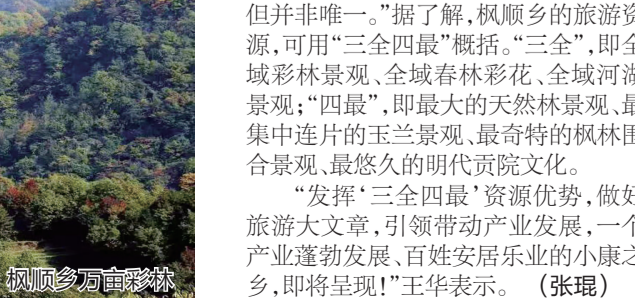 但并非唯一。”据了解,枫顺乡的旅游资
源,可用“三全四最”概括。“三全”,即全
域彩林景观、全域春林彩花、全域河湖
景观;“四最”,即最大的天然林景观、最
集中连片的玉兰景观、最奇特的枫林围
合景观、最悠久的明代贡院文化。
“发挥‘三全四最’资源优势,做好
旅游大文章,引领带动产业发展,一个
产业蓬勃发展、百姓安居乐业的小康之
乡,即将呈现!”王华表示。 (张琨)
枫顺乡万亩彩林